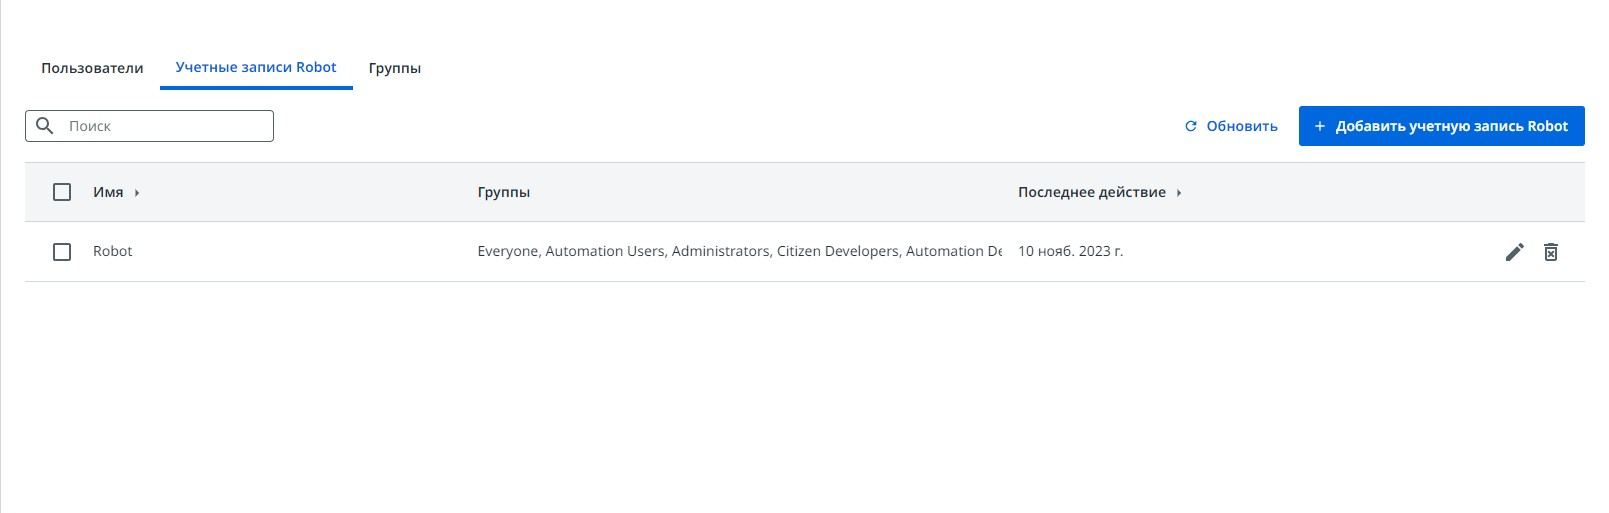 Пользователи Учетные записи Robot Группы
Поиск Обновить + Добавить учетную запись Robot
Имя Группы Последнее действие
Robot Everyone, Automation Users, Administrators, Citizen Developers, Automation De 10 нояб. 2023 г.